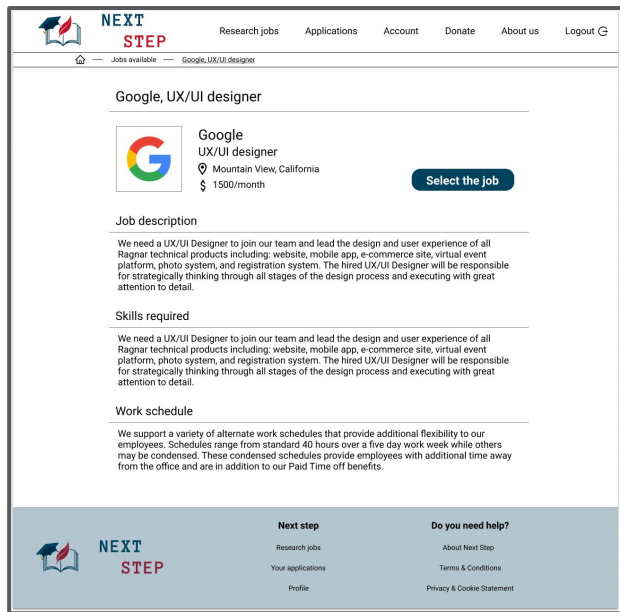 NEXT
STEP
Research jobs Applications Account Donate About us Logout
Jobs available — Google, UX/UI designer
Google, UX/UI designer
Google
UX/UI designer
Mountain View, California
$ 1500/month
Select the job
Job description
We need a UX/UI Designer to join our team and lead the design and user experience of all
Ragnar technical products including: website, mobile app, e-commerce site, virtual event
platform, photo system, and registration system. The hired UX/UI Designer will be responsible
for strategically thinking through all stages of the design process and executing with great
attention to detail.
Skills required
We need a UX/UI Designer to join our team and lead the design and user experience of all
Ragnar technical products including: website, mobile app, e-commerce site, virtual event
platform, photo system, and registration system. The hired UX/UI Designer will be responsible
for strategically thinking through all stages of the design process and executing with great
attention to detail.
Work schedule
We support a variety of alternate work schedules that provide additional flexibility to our
employees. Schedules range from standard 40 hours over a five day work week while others
may be condensed. These condensed schedules provide employees with additional time away
from the office and are in addition to our Paid Time off benefits.
NEXT
STEP
Next step
Research jobs
Your applications
Profile
Do you need help?
About Next Step
Terms & Conditions
Privacy & Cookie Statement